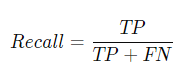 Recall = TP / (TP + FN)